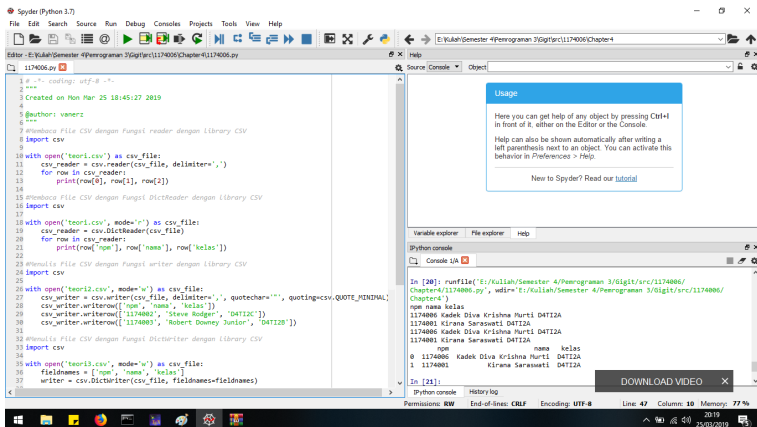 Spyder (Python 3.7)
File Edit Search Source Run Debug Consoles Projects Tools View Help
E:\Kuliah\Semester 4\Pemrograman 3\Gigit\src\1174006\Chapter4
Editor - E:\Kuliah\Semester 4\Pemrograman 3\Gigit\src\1174006\Chapter4\1174006.py
1174006.py
1 # -*- coding: utf-8 -*-
2 """
3 Created on Mon Mar 25 18:45:27 2019
4
5 @author: vanerz
6 """
7 #Membaca File CSV dengan Fungsi reader dengan library CSV
8 import csv
9
10 with open('teori.csv') as csv_file:
11 csv_reader = csv.reader(csv_file, delimiter=',')
12 for row in csv_reader:
13 print(row[0], row[1], row[2])
14
15 #Membaca File CSV dengan Fungsi DictReader dengan library CSV
16 import csv
17
18 with open('teori.csv', mode='r') as csv_file:
19 csv_reader = csv.DictReader(csv_file)
20 for row in csv_reader:
21 print(row['npm'], row['nama'], row['kelas'])
22
23 #Menulis File CSV dengan Fungsi writer dengan library CSV
24 import csv
25
26 with open('teori2.csv', mode='w') as csv_file:
27 csv_writer = csv.writer(csv_file, delimiter=',', quotechar='"', quoting=csv.QUOTE_MINIMAL)
28 csv_writer.writerow(['npm', 'nama', 'kelas'])
29 csv_writer.writerow(['1174002', 'Steve Rodger', 'D4TI2C'])
30 csv_writer.writerow(['1174003', 'Robert Downey Junior', 'D4TI2B'])
31
32 #Menulis File CSV dengan Fungsi DictWriter dengan library CSV
33 import csv
34
35 with open('teori3.csv', mode='w') as csv_file:
36 fieldnames = ['npm', 'nama', 'kelas']
37 writer = csv.DictWriter(csv_file, fieldnames=fieldnames)
Help
Source Console Object
Usage
Here you can get help of any object by pressing Ctrl+I
in front of it, either on the Editor or the Console.
Help can also be shown automatically after writing a
left parenthesis next to an object. You can activate this
behavior in Preferences > Help.
New to Spyder? Read our tutorial
Variable explorer File explorer Help
IPython console
Console 1/A
In [20]: runfile('E:/Kuliah/Semester 4/Pemrograman 3/Gigit/src/1174006/
Chapter4/1174006.py', wdir='E:/Kuliah/Semester 4/Pemrograman 3/Gigit/src/1174006/
Chapter4')
npm nama kelas
1174006 Kadek Diva Krishna Murti D4TI2A
1174001 Kirana Saraswati D4TI2A
1174006 Kadek Diva Krishna Murti D4TI2A
1174001 Kirana Saraswati D4TI2A
npm nama kelas
0 1174006 Kadek Diva Krishna Murti D4TI2A
1 1174001 Kirana Saraswati D4TI2A
In [21]:
DOWNLOAD VIDEO
IPython console History log
Permissions: RW End-of-lines: CRLF Encoding: UTF-8 Line: 47 Column: 10 Memory: 77 %
20:19
25/03/2019